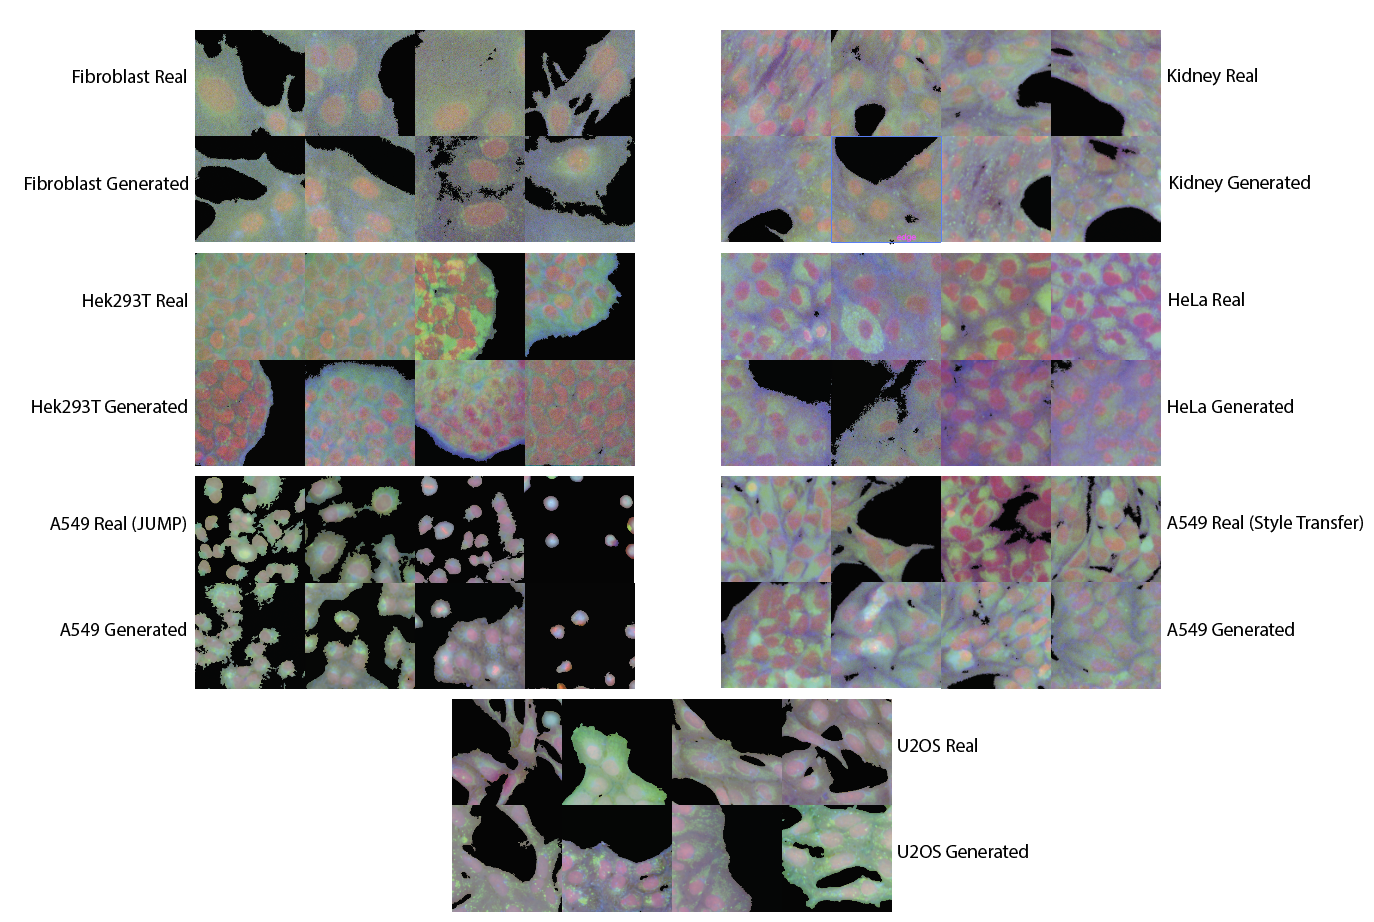 Fibroblast Real
Kidney Real
Fibroblast Generated
Kidney Generated
Hek293T Real
HeLa Real
Hek293T Generated
HeLa Generated
A549 Real (JUMP)
A549 Real (Style Transfer)
A549 Generated
A549 Generated
U2OS Real
U2OS Generated